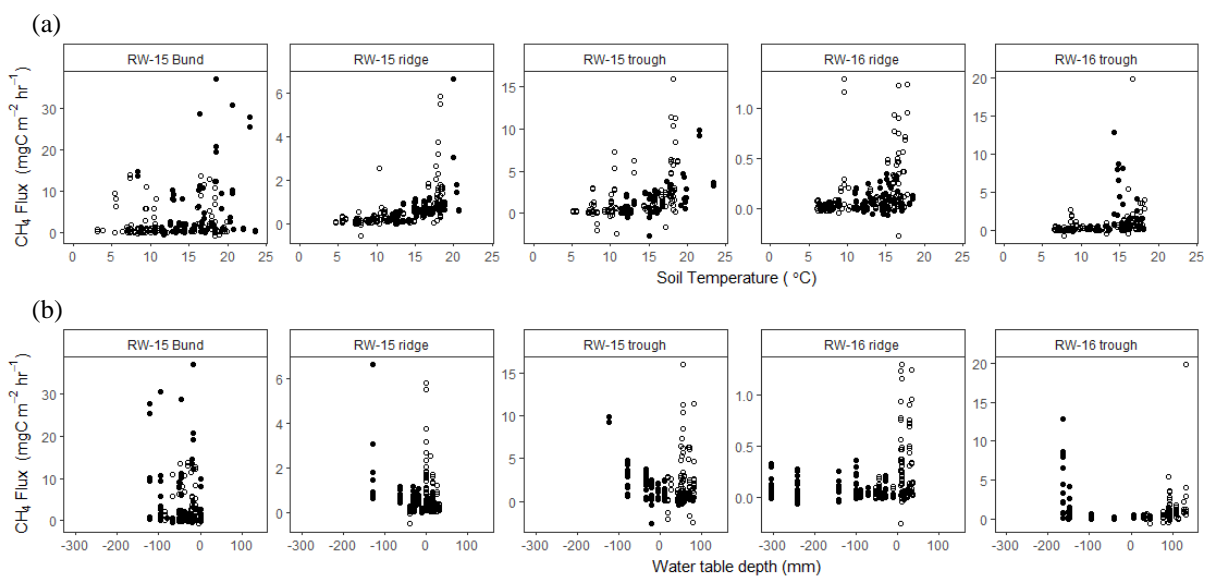 (a)
RW-15 Bund
RW-15 ridge
RW-15 trough
RW-16 ridge
RW-16 trough
CH₄ Flux (mgC m⁻² hr⁻¹)
30
20
10
0
6
4
2
0
15
10
5
0
1.0
0.5
0.0
20
15
10
5
0
0 5 10 15 20 25
0 5 10 15 20 25
0 5 10 15 20 25
0 5 10 15 20 25
0 5 10 15 20 25
Soil Temperature ( °C)
(b)
RW-15 Bund
RW-15 ridge
RW-15 trough
RW-16 ridge
RW-16 trough
CH₄ Flux (mgC m⁻² hr⁻¹)
30
20
10
0
6
4
2
0
15
10
5
0
1.0
0.5
0.0
20
15
10
5
0
-300 -200 -100 0 100
-300 -200 -100 0 100
-300 -200 -100 0 100
-300 -200 -100 0 100
-300 -200 -100 0 100
Water table depth (mm)